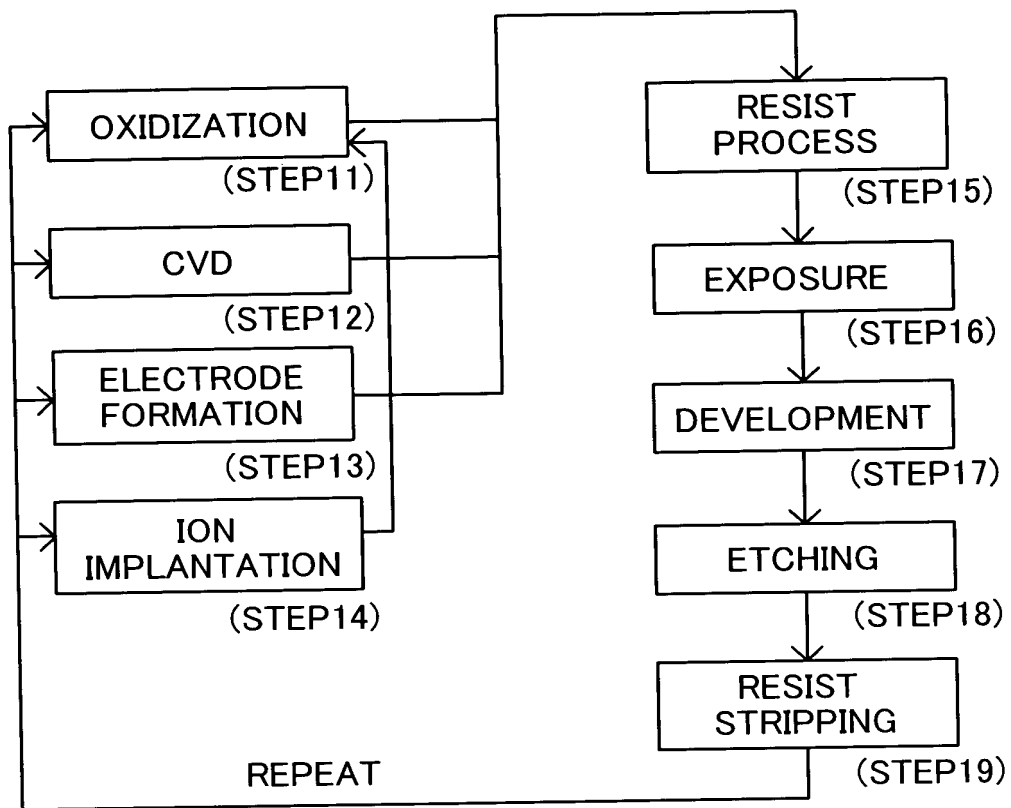 OXIDIZATION
(STEP11)
CVD
(STEP12)
ELECTRODE
FORMATION
(STEP13)
ION
IMPLANTATION
(STEP14)
RESIST
PROCESS
(STEP15)
EXPOSURE
(STEP16)
DEVELOPMENT
(STEP17)
ETCHING
(STEP18)
RESIST
STRIPPING
(STEP19)
REPEAT